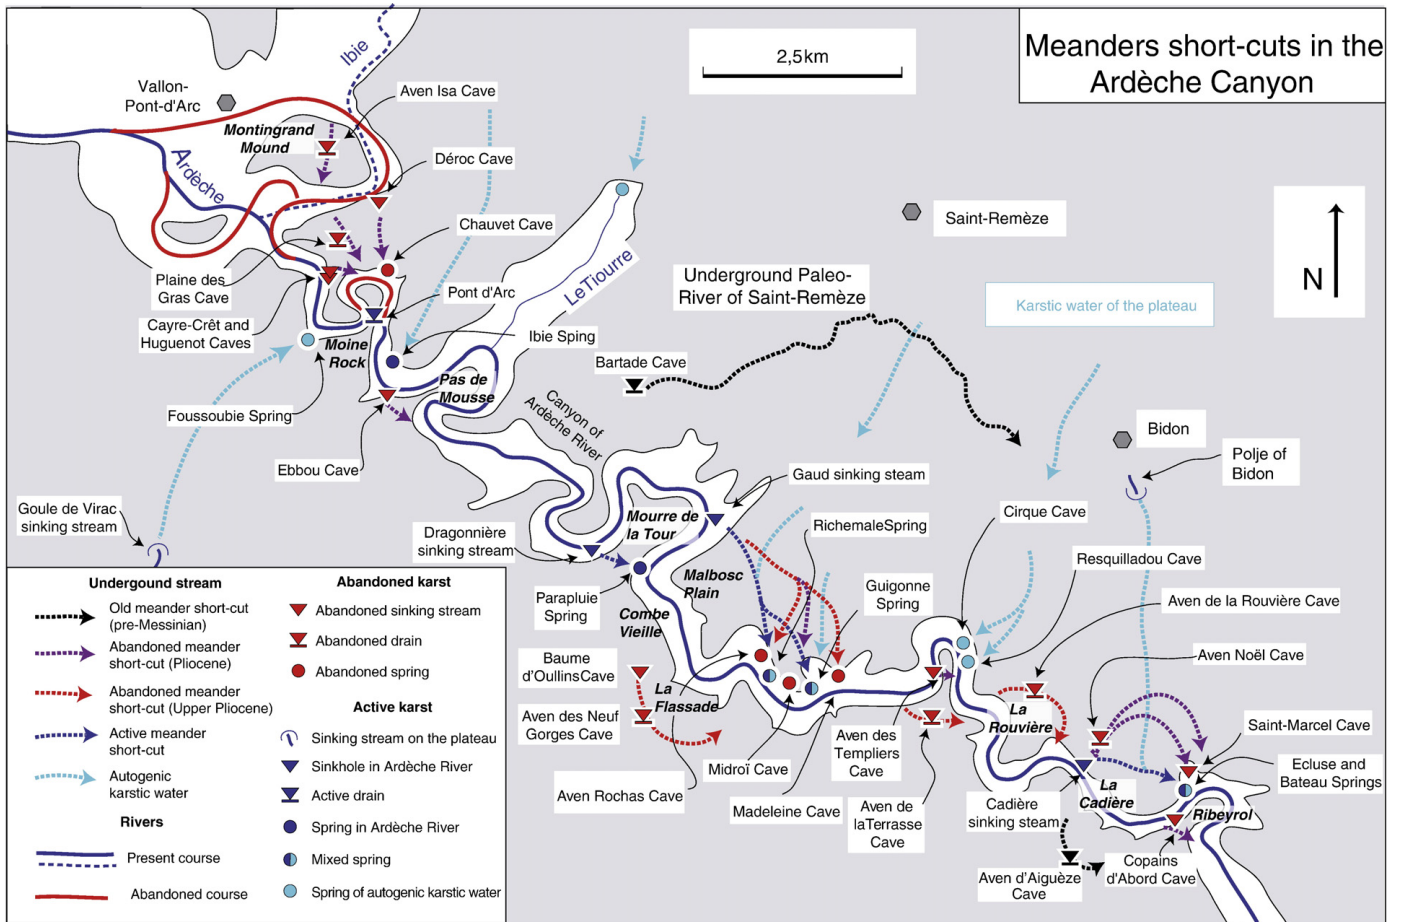 Meanders short-cuts in the
Ardèche Canyon
2,5km
Ibie
Vallon-
Pont-d'Arc
Aven Isa Cave
Montingrand
Mound
Déroc Cave
Ardèche
Chauvet Cave
Saint-Remèze
N
Plaine des
Gras Cave
LeTiourre
Underground Paleo-
River of Saint-Remèze
Karstic water of the plateau
Pont d'Arc
Cayre-Crêt and
Huguenot Caves
Moine
Rock
Ibie Sping
Bartade Cave
Pas de
Mousse
Foussoubie Spring
Canyon of
Ardèche River
Bidon
Polje of
Bidon
Ebbou Cave
Gaud sinking steam
Goule de Virac
sinking stream
Dragonnière
sinking stream
Mourre de
la Tour
RichemaleSpring
Cirque Cave
Resquilladou Cave
Malbosc
Plain
Guigonne
Spring
Parapluie
Spring
Combe
Vieille
Aven de la Rouvière Cave
Aven Noël Cave
Baume
d'OullinsCave
La
Flassade
Aven des Neuf
Gorges Cave
La
Rouvière
Saint-Marcel Cave
Aven des
Templiers
Cave
Midroï Cave
Ecluse and
Bateau Springs
Aven Rochas Cave
Madeleine Cave
La
Cadière
Aven de
laTerrasse
Cave
Cadière
sinking steam
Ribeyrol
Copains
d'Abord Cave
Aven d'Aiguèze
Cave
Undergound stream
Old meander short-cut
(pre-Messinian)
Abandoned meander
short-cut (Pliocene)
Abandoned meander
short-cut (Upper Pliocene)
Active meander
short-cut
Autogenic
karstic water
Rivers
Present course
Abandoned course
Abandoned karst
Abandoned sinking stream
Abandoned drain
Abandoned spring
Active karst
Sinking stream on the plateau
Sinkhole in Ardèche River
Active drain
Spring in Ardèche River
Mixed spring
Spring of autogenic karstic water